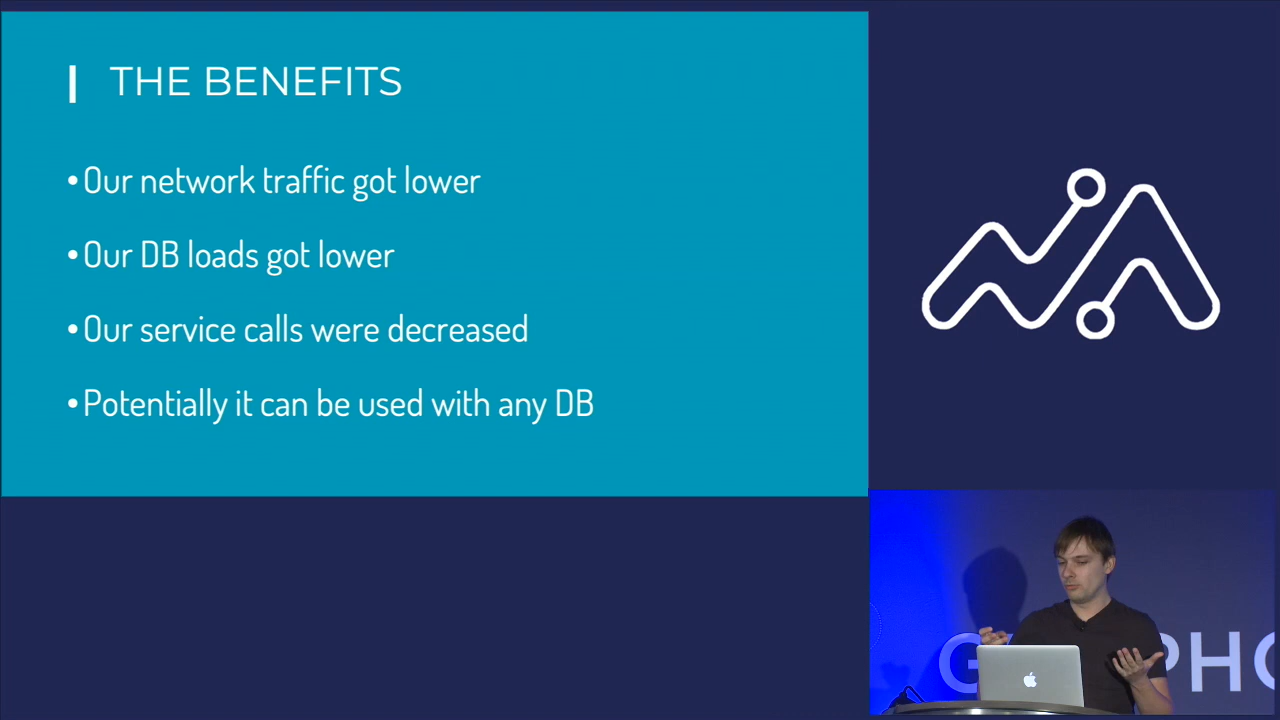 THE BENEFITS
•Our network traffic got lower
•Our DB loads got lower
•Our service calls were decreased
•Potentially it can be used with any DB